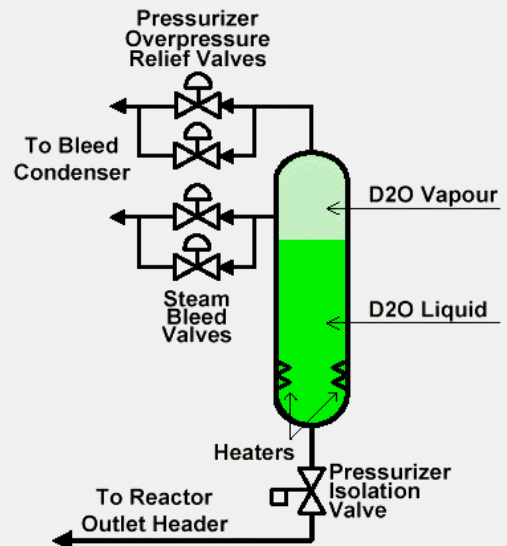 Pressurizer
Overpressure
Relief Valves
To Bleed
Condenser
D2O Vapour
Steam
Bleed
Valves
D2O Liquid
Heaters
Pressurizer
Isolation
Valve
To Reactor
Outlet Header